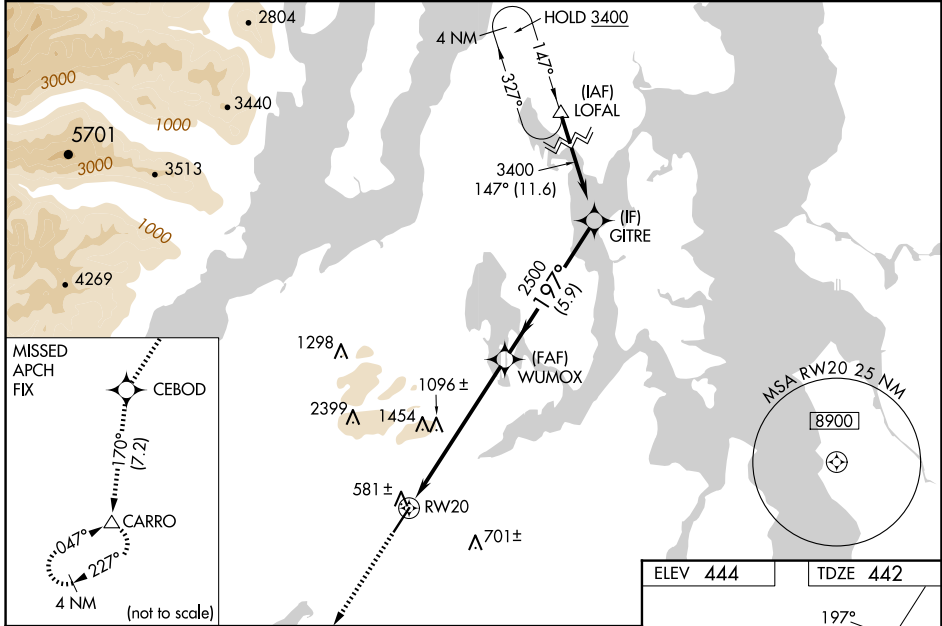 2804
3000
3440
1000
5701
3000
3513
1000
4269
HOLD 3400
4 NM
147°
327°
(IAF)
LOFAL
3400
147° (11.6)
(IF)
GITRE
2500
197°
(5.9)
(FAF)
WUMOX
1298
1096 ±
2399
1454
581±
RW20
701±
MISSED
APCH
FIX
CEBOD
170°
(7.2)
CARRO
047°
227°
4 NM
(not to scale)
MSA RW20 25 NM
8900
ELEV 444
TDZE 442
197°